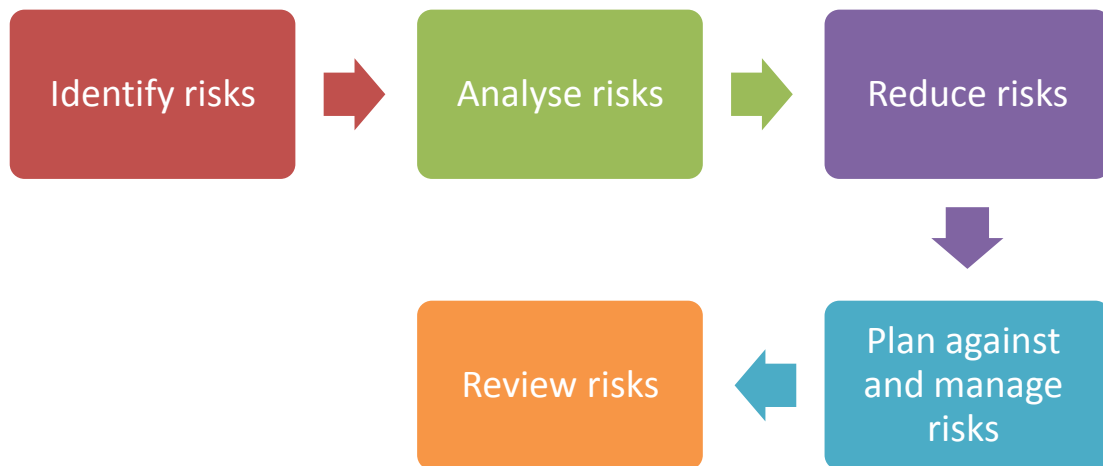 Identify risks
Analyse risks
Reduce risks
Plan against
and manage
risks
Review risks